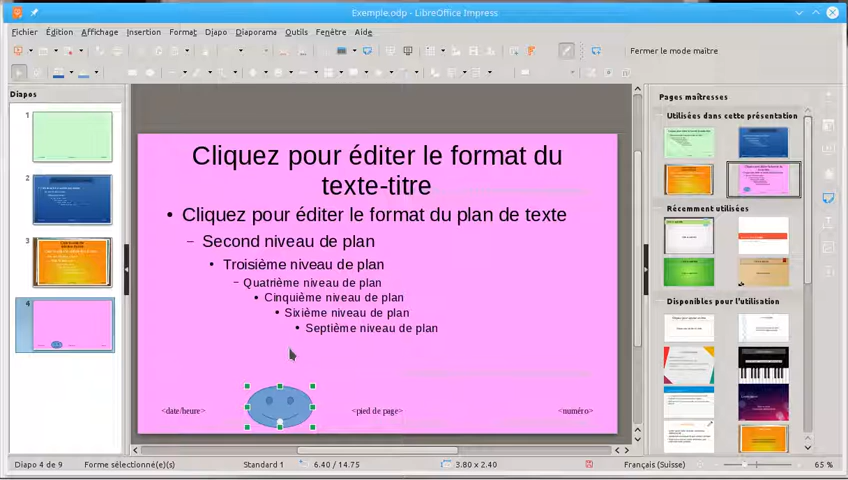 Exemple.odp - LibreOffice Impress
Fichier Édition Affichage Insertion Format Diapo Diaporama Outils Fenêtre Aide
Fermer le mode maître
Diapos
1
2
3
4
Cliquez pour éditer le format du
texte-titre
• Cliquez pour éditer le format du plan de texte
– Second niveau de plan
• Troisième niveau de plan
– Quatrième niveau de plan
• Cinquième niveau de plan
• Sixième niveau de plan
• Septième niveau de plan
<date/heure> <pied de page> <numéro>
Pages maîtresses
Utilisées dans cette présentation
Récemment utilisées
Disponibles pour l'utilisation
Diapo 4 de 9 Forme sélectionné(e)(s) Standard 1 6.40 / 14.75 3.80 x 2.40 Français (Suisse) 65 %